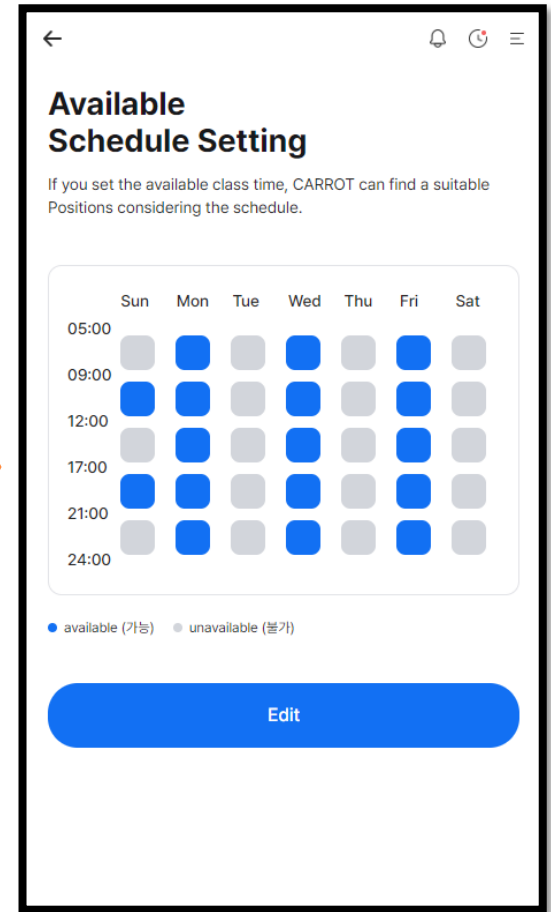 Available
Schedule Setting
If you set the available class time, CARROT can find a suitable
Positions considering the schedule.
Sun Mon Tue Wed Thu Fri Sat
05:00
09:00
12:00
17:00
21:00
24:00
available (가능) unavailable (불가)
Edit